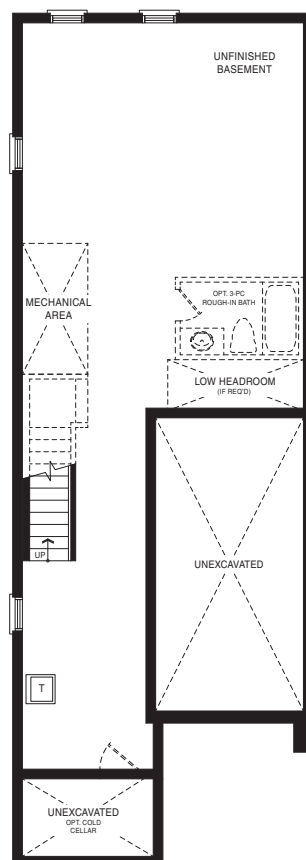 UNFINISHED
BASEMENT
OPT. 3-PC
ROUGH-IN BATH
MECHANICAL
AREA
LOW HEADROOM
(IF REQ'D)
UP
UNEXCAVATED
T
UNEXCAVATED
OPT. COLD
CELLAR